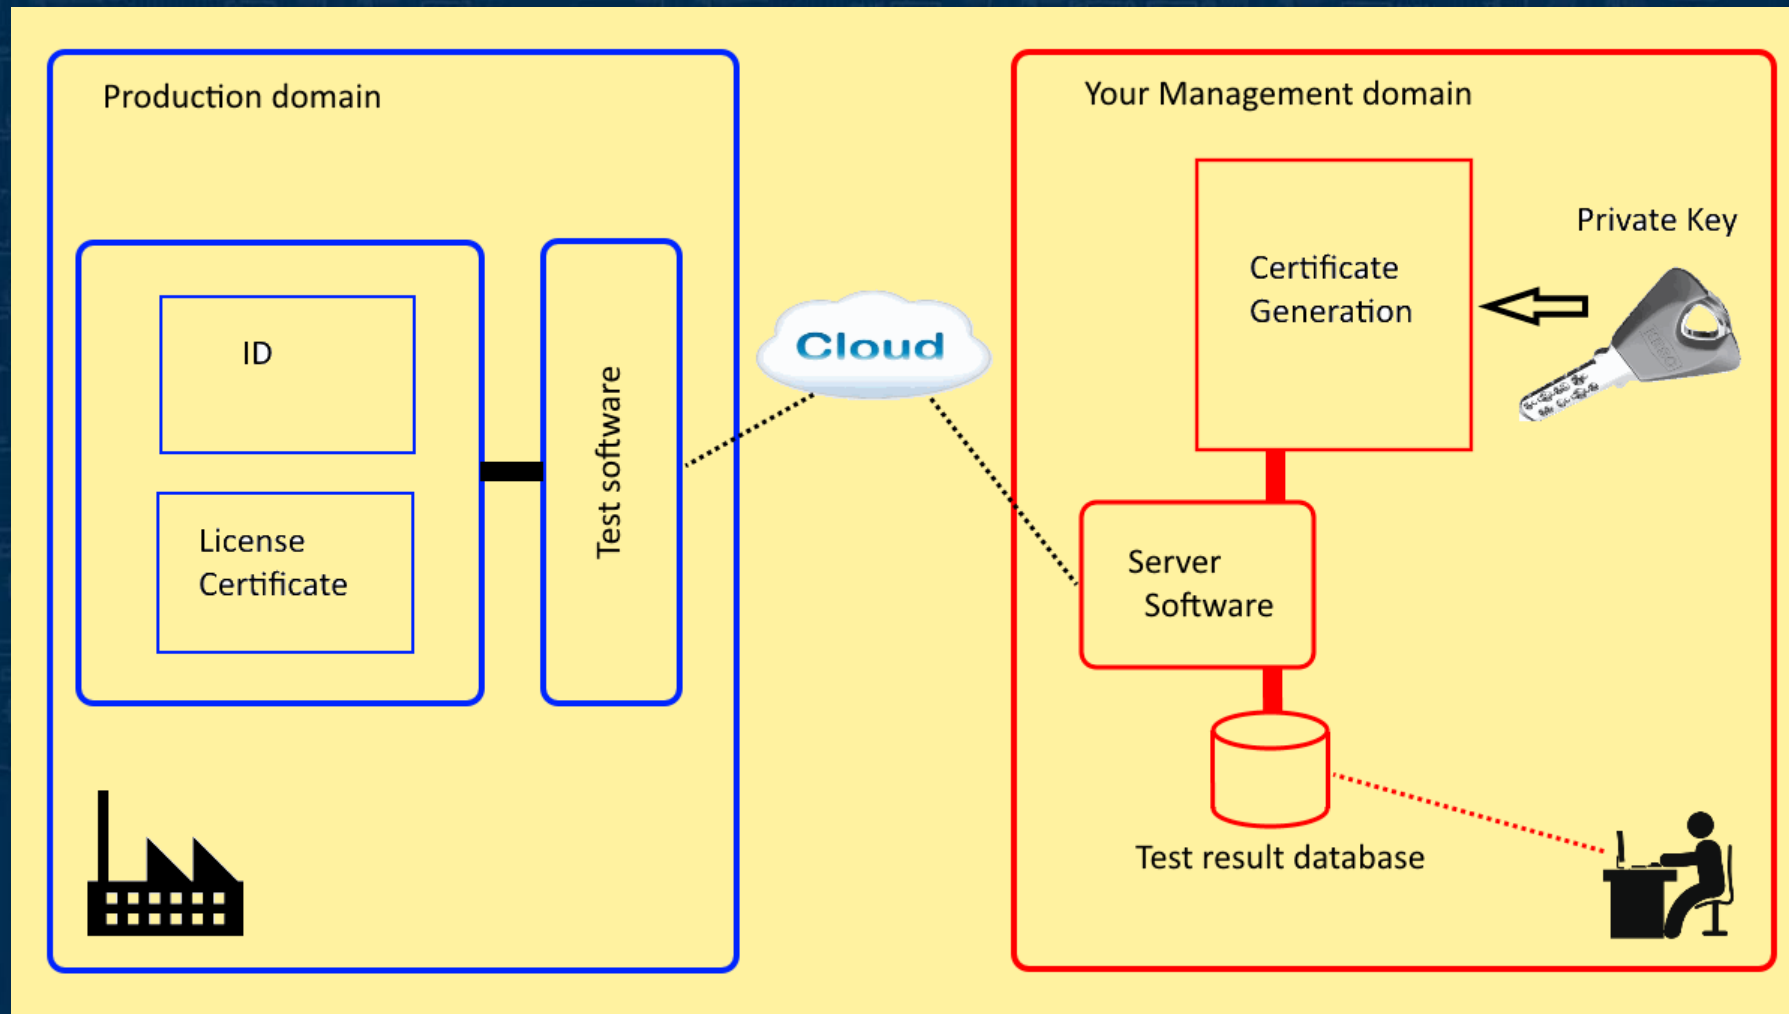 Production domain
ID
License
Certificate
Test software
Cloud
Your Management domain
Certificate
Generation
Private Key
Server
Software
Test result database